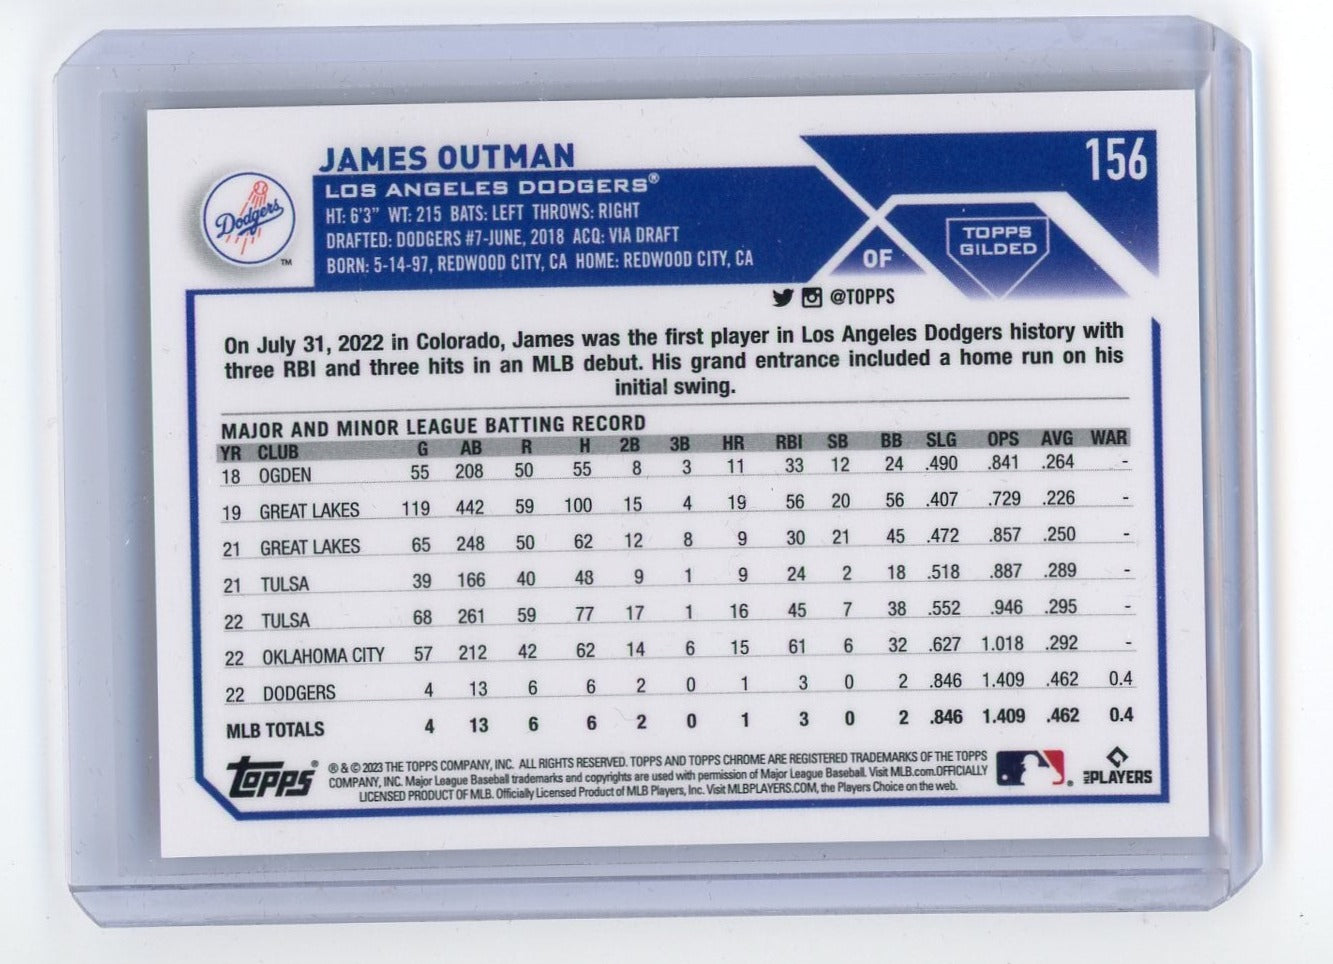 JAMES OUTMAN
156
Dodgers
TM
LOS ANGELES DODGERS®
HT: 6'3" WT: 215 BATS: LEFT THROWS: RIGHT
DRAFTED: DODGERS #7-JUNE, 2018 ACQ: VIA DRAFT
BORN: 5-14-97, REDWOOD CITY, CA HOME: REDWOOD CITY, CA
OF
TOPPS
GILDED
@TOPPS
On July 31, 2022 in Colorado, James was the first player in Los Angeles Dodgers history with
three RBI and three hits in an MLB debut. His grand entrance included a home run on his
initial swing.
MAJOR AND MINOR LEAGUE BATTING RECORD
YR CLUB G AB R H 2B 3B HR RBI SB BB SLG OPS AVG WAR
18 OGDEN 55 208 50 55 8 3 11 33 12 24 .490 .841 .264 -
19 GREAT LAKES 119 442 59 100 15 4 19 56 20 56 .407 .729 .226 -
21 GREAT LAKES 65 248 50 62 12 8 9 30 21 45 .472 .857 .250 -
21 TULSA 39 166 40 48 9 1 9 24 2 18 .518 .887 .289 -
22 TULSA 68 261 59 77 17 1 16 45 7 38 .552 .946 .295 -
22 OKLAHOMA CITY 57 212 42 62 14 6 15 61 6 32 .627 1.018 .292 -
22 DODGERS 4 13 6 6 2 0 1 3 0 2 .846 1.409 .462 0.4
MLB TOTALS 4 13 6 6 2 0 1 3 0 2 .846 1.409 .462 0.4
Topps®
® & © 2023 THE TOPPS COMPANY, INC. ALL RIGHTS RESERVED. TOPPS AND TOPPS CHROME ARE REGISTERED TRADEMARKS OF THE TOPPS
COMPANY, INC. Major League Baseball trademarks and copyrights are used with permission of Major League Baseball. Visit MLB.com.OFFICIALLY
LICENSED PRODUCT OF MLB. Officially Licensed Product of MLB Players, Inc. Visit MLBPLAYERS.COM, the Players Choice on the web.
®
MLB PLAYERS